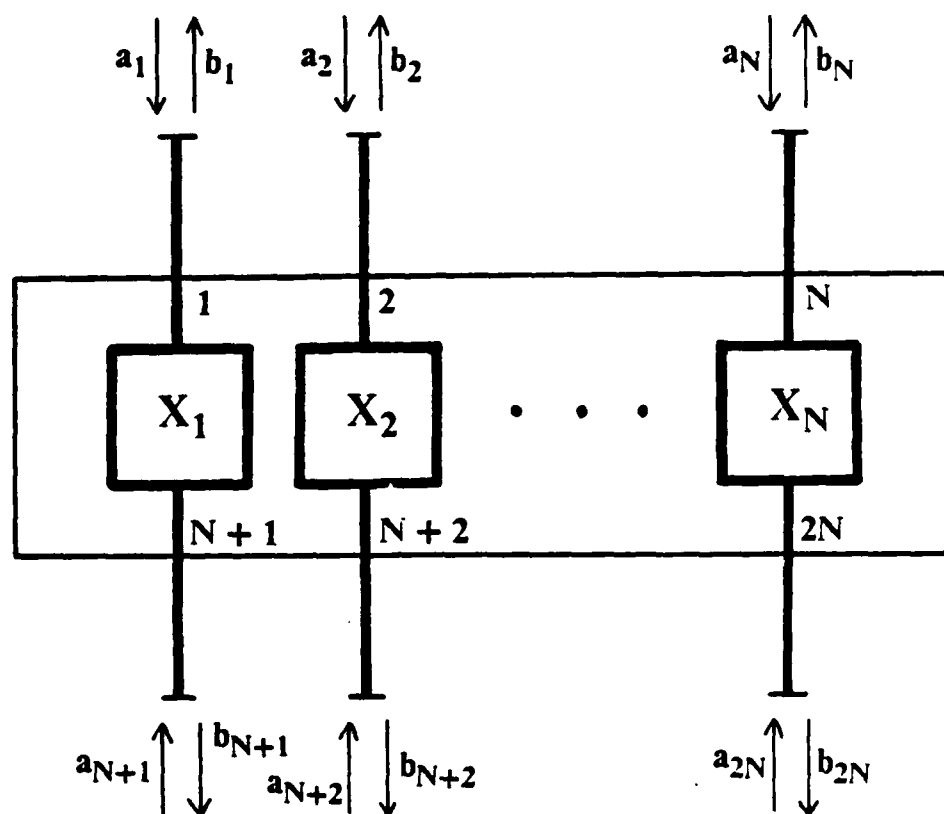 a1 b1 a2 b2 aN bN
1 2 N
X1 X2 . . . XN
N + 1 N + 2 2N
aN+1 bN+1 aN+2 bN+2 a2N b2N